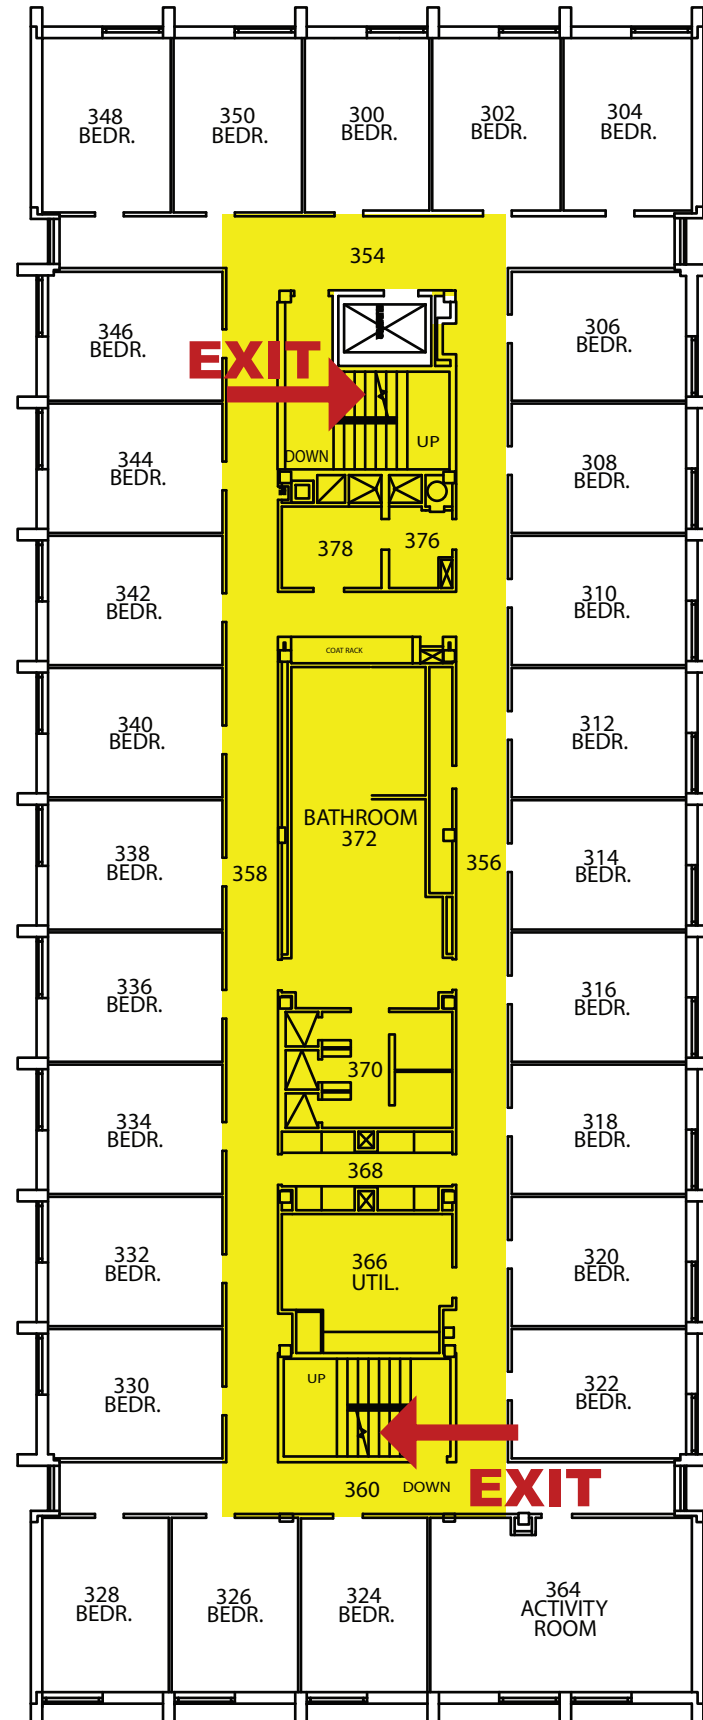 348
BEDR.
350
BEDR.
300
BEDR.
302
BEDR.
304
BEDR.
354
346
BEDR.
306
BEDR.
EXIT
DOWN
UP
344
BEDR.
308
BEDR.
378
376
342
BEDR.
310
BEDR.
COAT RACK
340
BEDR.
312
BEDR.
BATHROOM
372
338
BEDR.
358
356
314
BEDR.
336
BEDR.
316
BEDR.
370
334
BEDR.
318
BEDR.
368
332
BEDR.
366
UTIL.
320
BEDR.
330
BEDR.
UP
322
BEDR.
360
DOWN
EXIT
328
BEDR.
326
BEDR.
324
BEDR.
364
ACTIVITY
ROOM